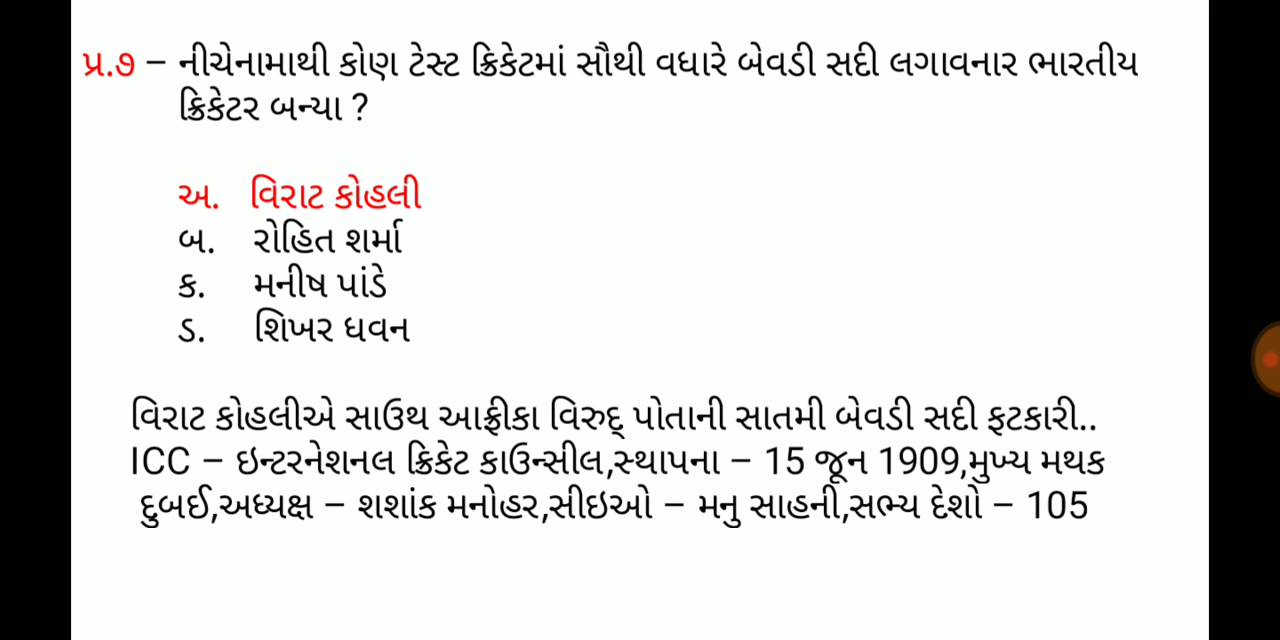 પ્ર.૭ – નીચેનામાથી કોણ ટેસ્ટ ક્રિકેટમાં સૌથી વધારે બેવડી સદી લગાવનાર ભારતીય
ક્રિકેટર બન્યા ?
અ. વિરાટ કોહલી
બ. રોહિત શર્મા
ક. મનીષ પાંડે
ડ. શિખર ધવન
વિરાટ કોહલીએ સાઉથ આફ્રીકા વિરુદ્ પોતાની સાતમી બેવડી સદી ફટકારી..
ICC – ઇન્ટરનેશનલ ક્રિકેટ કાઉન્સીલ,સ્થાપના – 15 જૂન 1909,મુખ્ય મથક
દુબઈ,અધ્યક્ષ – શશાંક મનોહર,સીઇઓ – મનુ સાહની,સભ્ય દેશો – 105